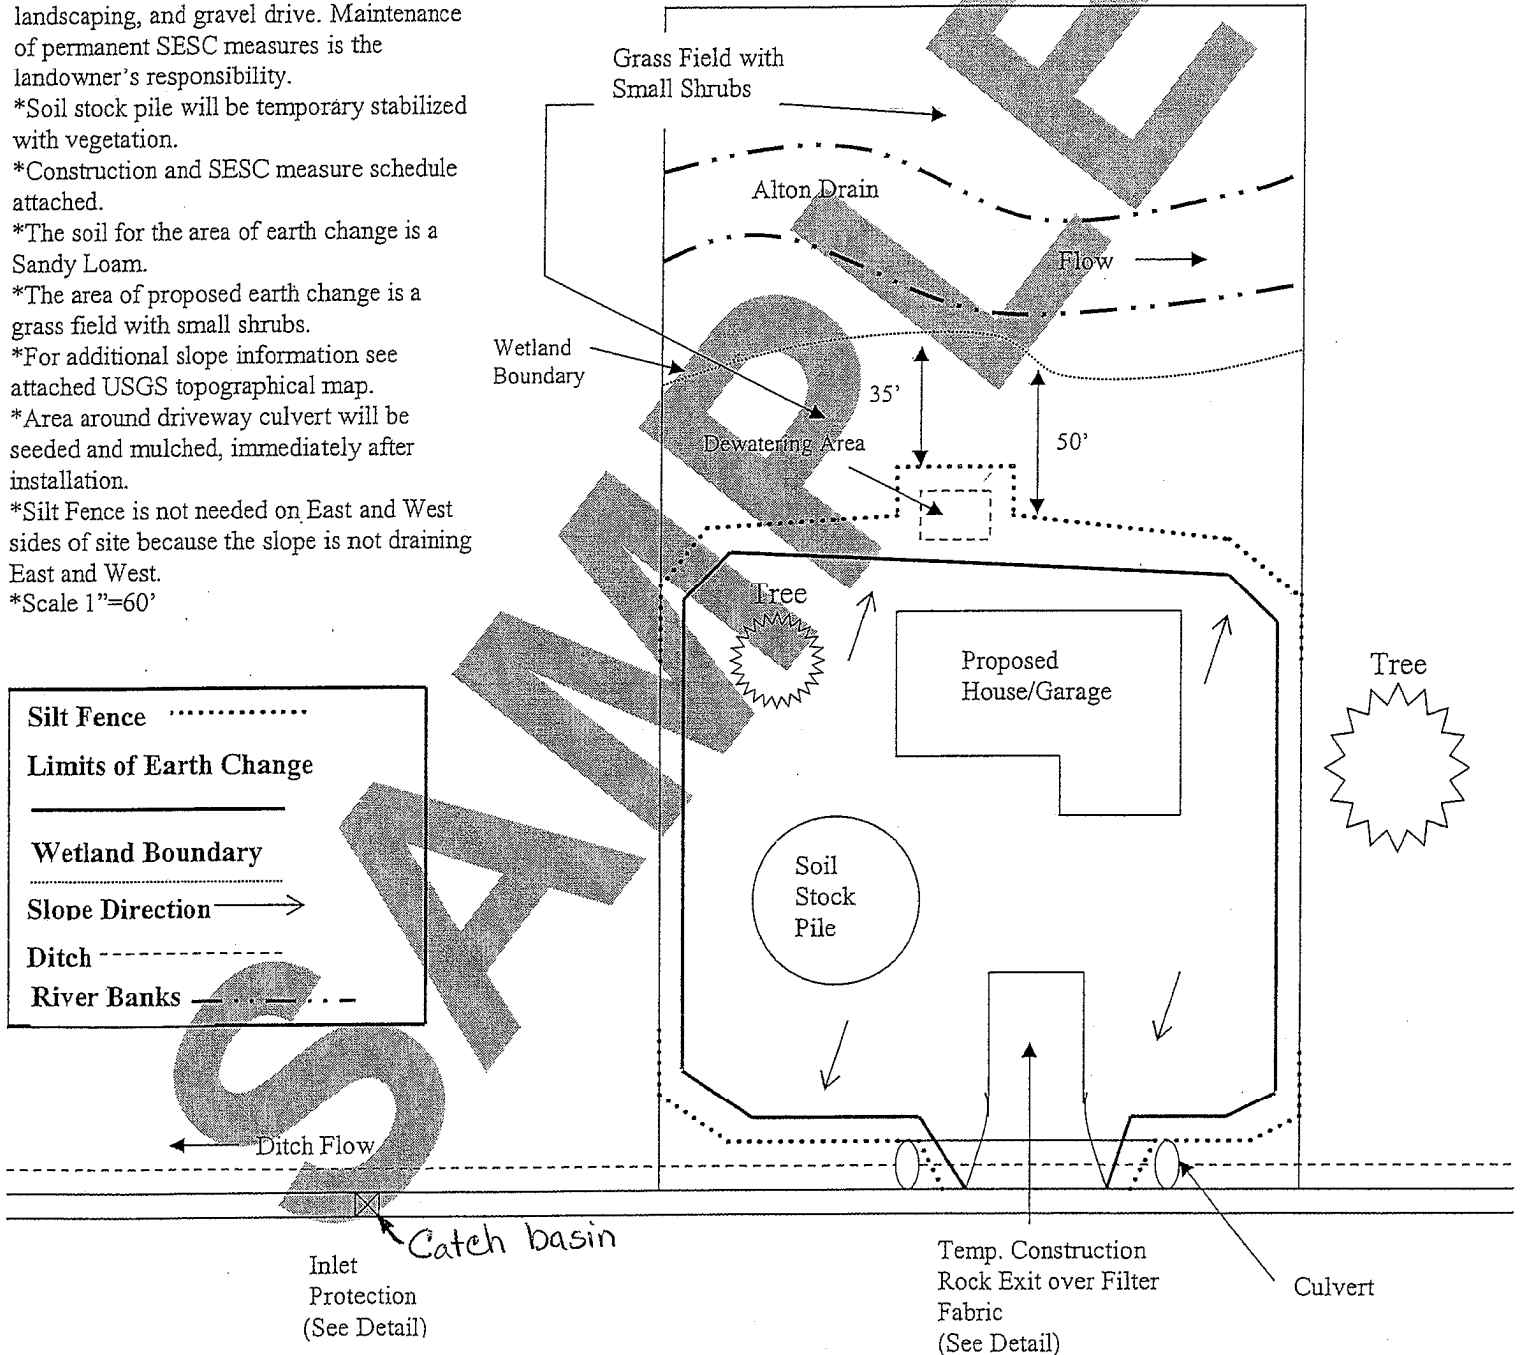 landscaping, and gravel drive. Maintenance
of permanent SESC measures is the
landowner's responsibility.
*Soil stock pile will be temporary stabilized
with vegetation.
*Construction and SESC measure schedule
attached.
*The soil for the area of earth change is a
Sandy Loam.
*The area of proposed earth change is a
grass field with small shrubs.
*For additional slope information see
attached USGS topographical map.
*Area around driveway culvert will be
seeded and mulched, immediately after
installation.
*Silt Fence is not needed on East and West
sides of site because the slope is not draining
East and West.
*Scale 1"=60'
Silt Fence
Limits of Earth Change
Wetland Boundary
Slope Direction
Ditch
River Banks
SAMPLE
Grass Field with
Small Shrubs
Alton Drain
Flow
Wetland
Boundary
35'
50'
Dewatering Area
Tree
Proposed
House/Garage
Tree
Soil
Stock
Pile
Ditch Flow
Catch basin
Inlet
Protection
(See Detail)
Temp. Construction
Rock Exit over Filter
Fabric
(See Detail)
Culvert